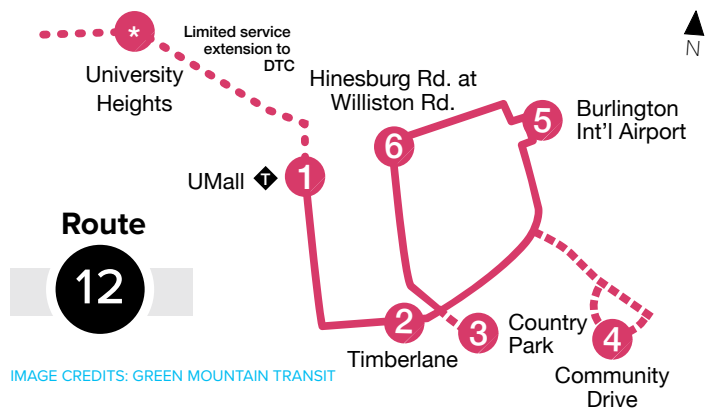 *
Limited service
extension to
DTC
N
University
Heights
Hinesburg Rd. at
Williston Rd.
5
Burlington
Int'l Airport
6
UMall T 1
Route
12
2
Timberlane
3
Country
Park
4
Community
Drive
IMAGE CREDITS: GREEN MOUNTAIN TRANSIT